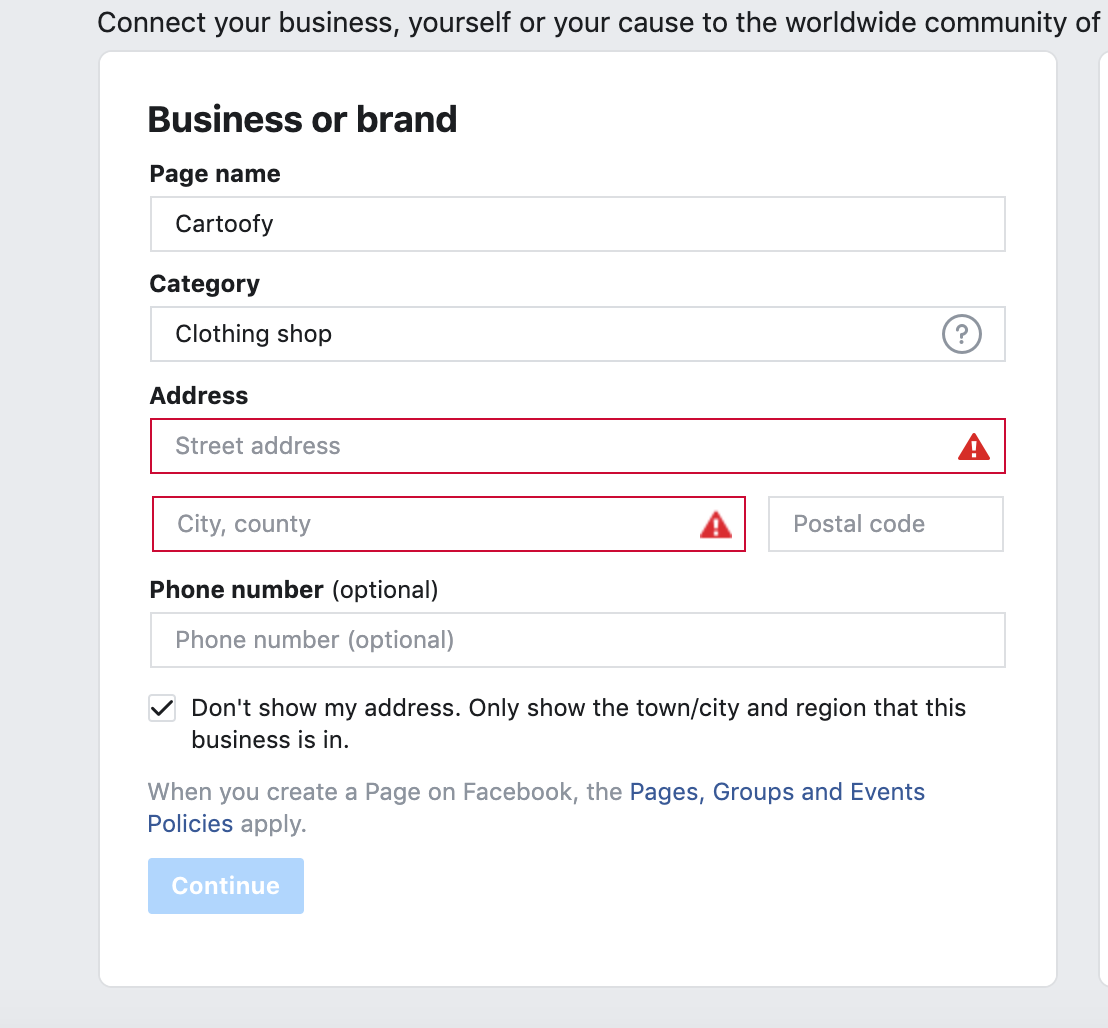 Connect your business, yourself or your cause to the worldwide community of
Business or brand
Page name
Cartoofy
Category
Clothing shop
?
Address
Street address
City, county
Postal code
Phone number (optional)
Phone number (optional)
Don't show my address. Only show the town/city and region that this
business is in.
When you create a Page on Facebook, the Pages, Groups and Events
Policies apply.
Continue